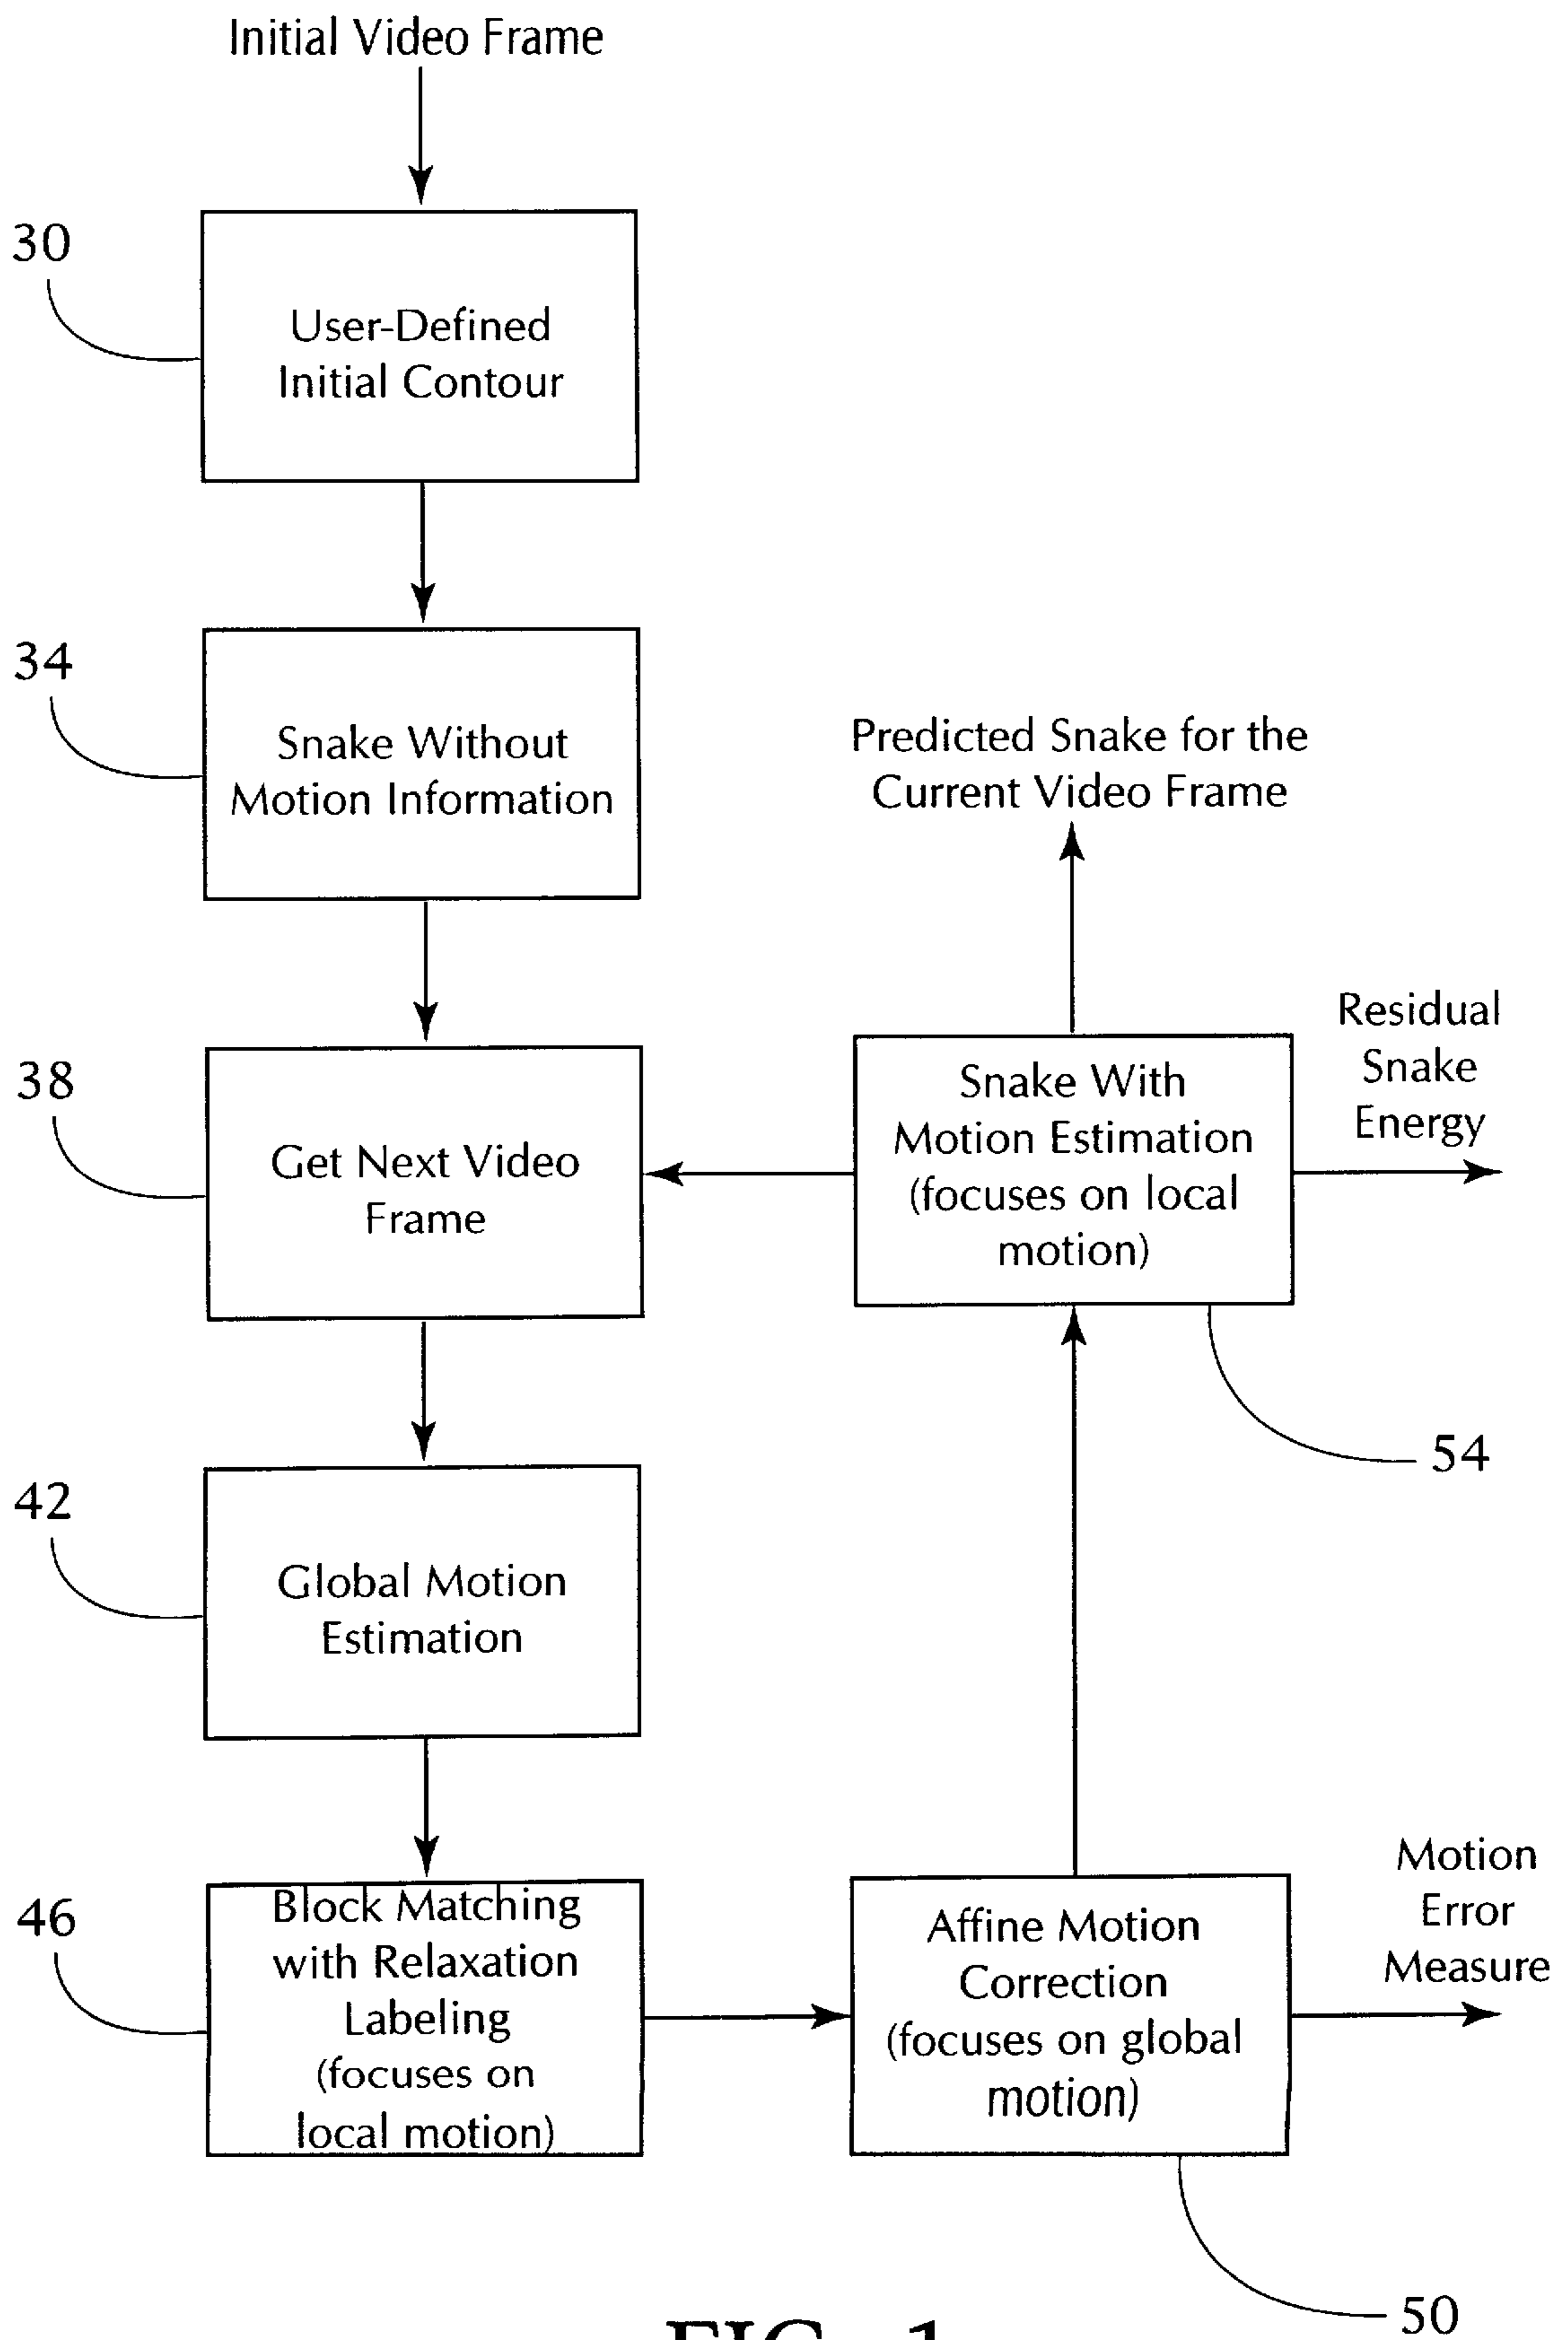 Initial Video Frame
30
User-Defined
Initial Contour
34
Snake Without
Motion Information
Predicted Snake for the
Current Video Frame
38
Get Next Video
Frame
Snake With
Motion Estimation
(focuses on local
motion)
Residual
Snake
Energy
54
42
Global Motion
Estimation
46
Block Matching
with Relaxation
Labeling
(focuses on
local motion)
Affine Motion
Correction
(focuses on global
motion)
Motion
Error
Measure
50
FIG. 1